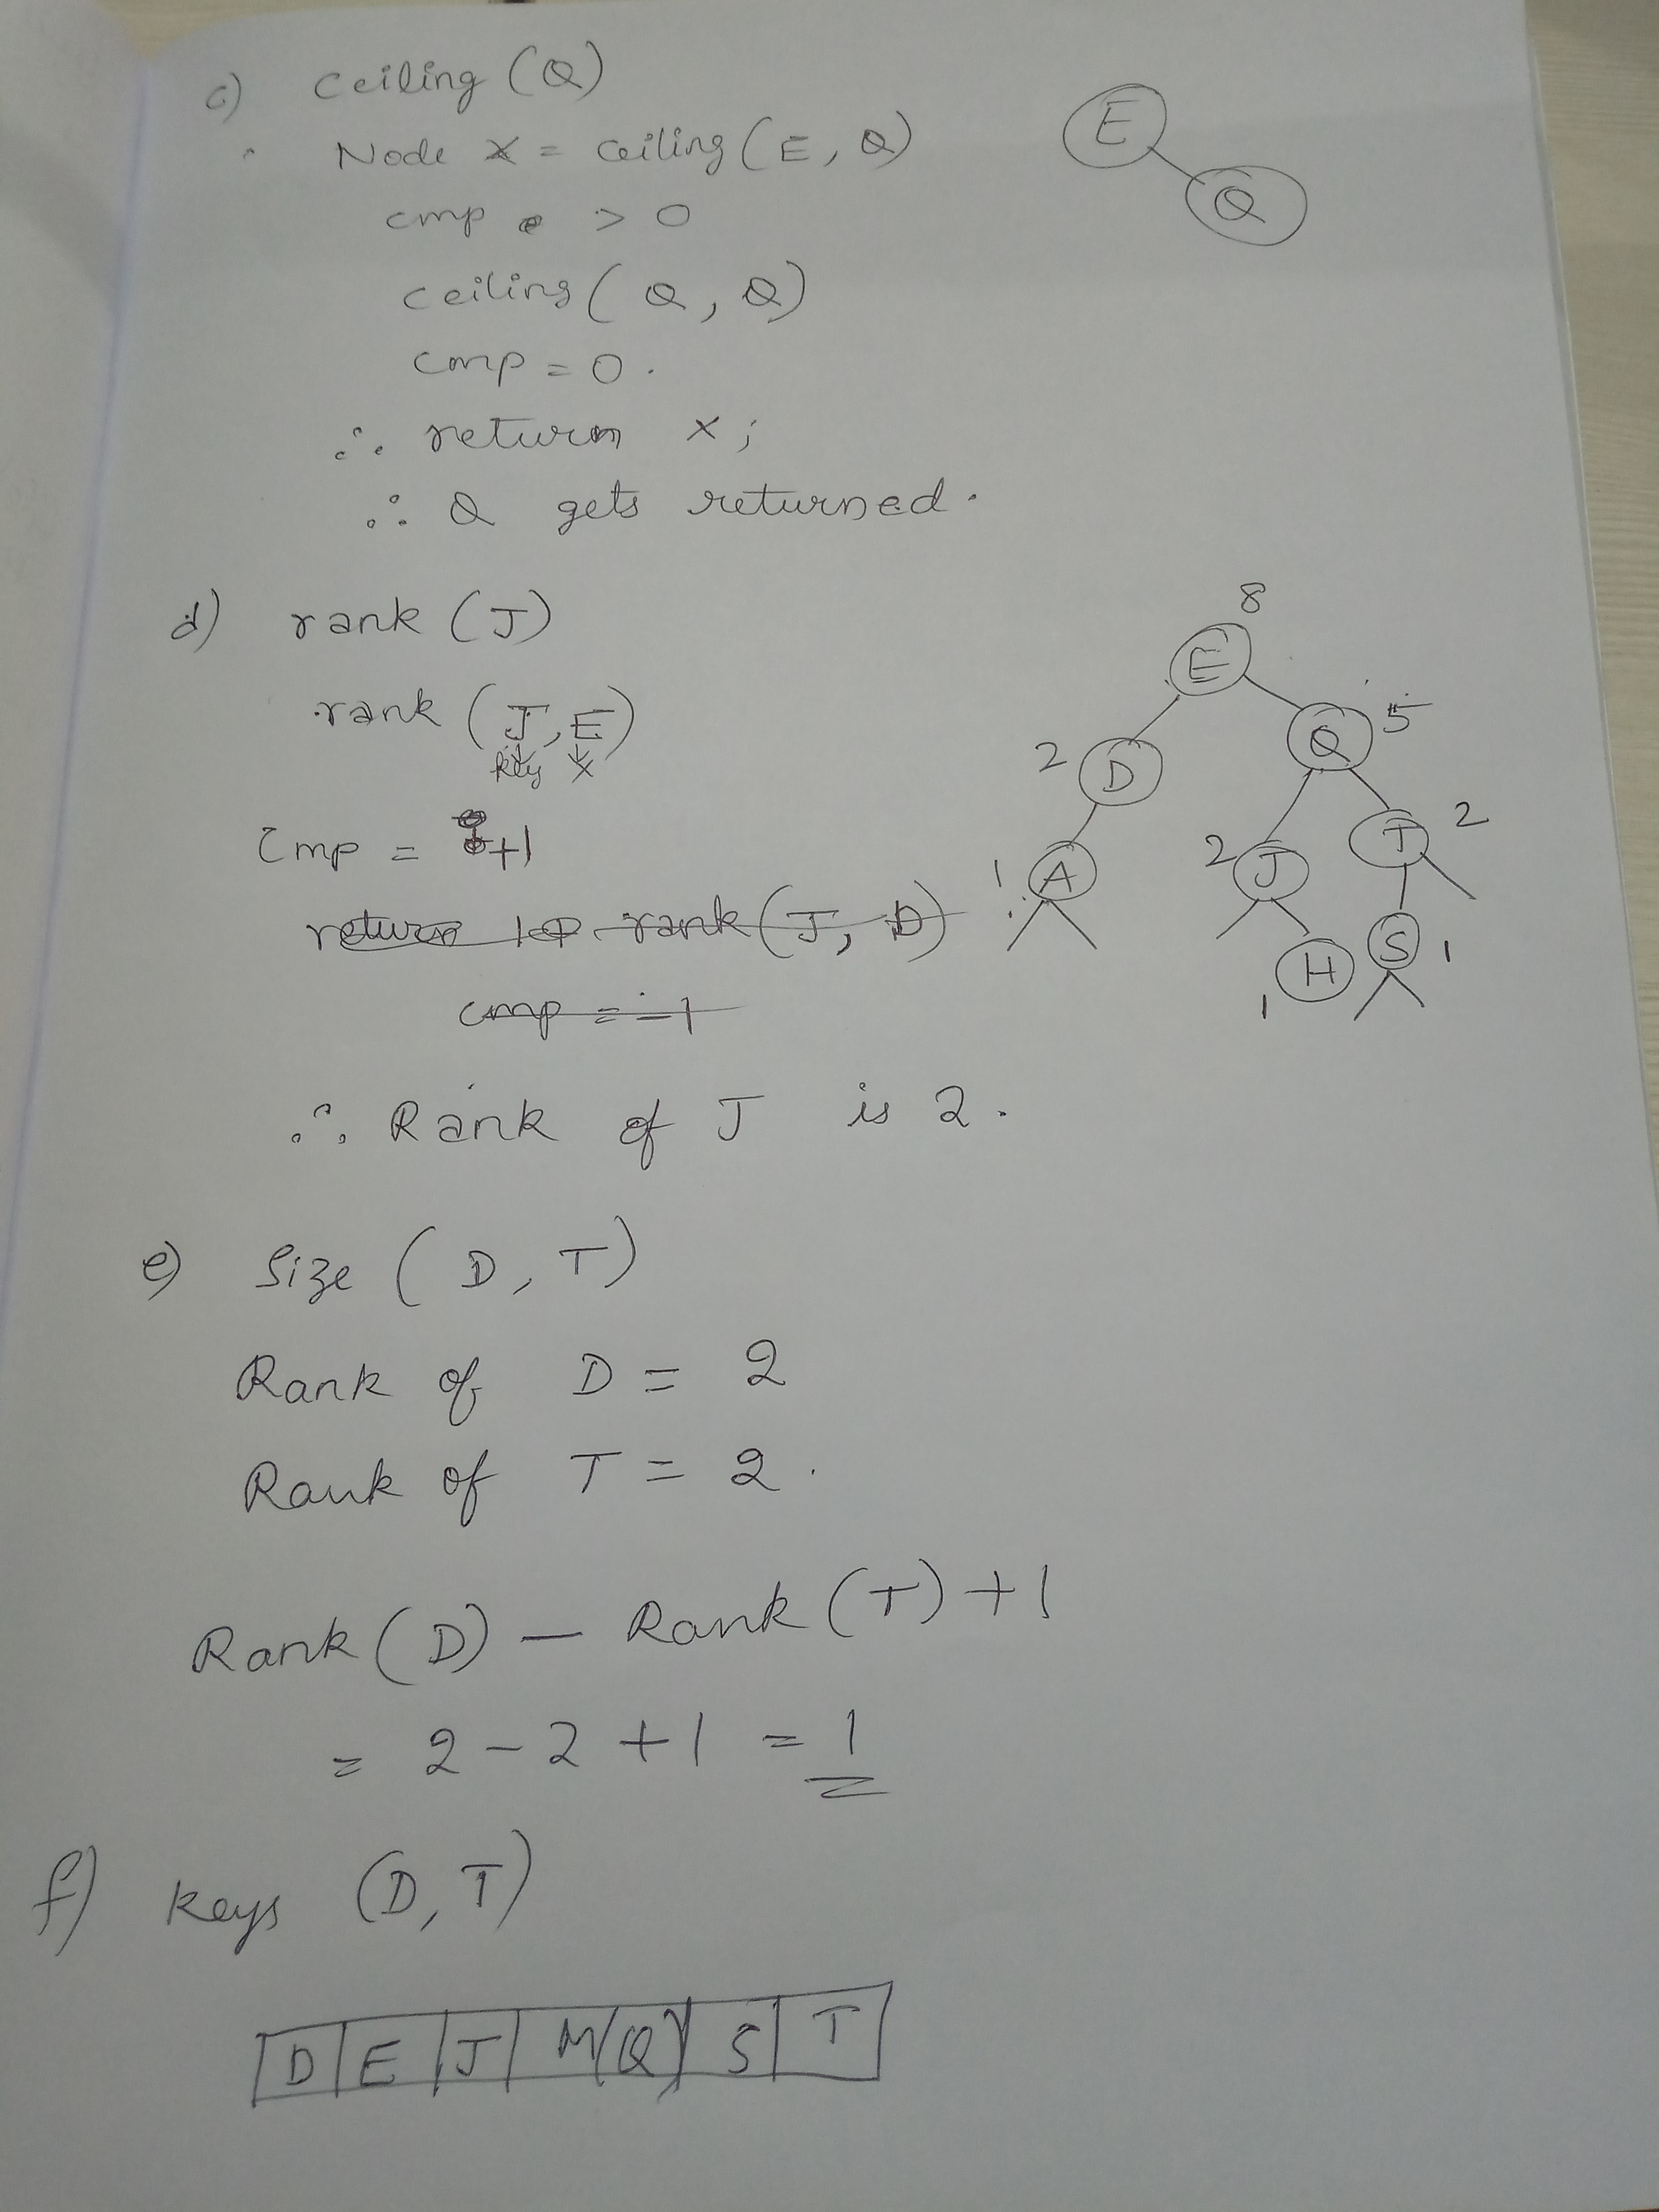 c) Ceiling (Q)
Node X = ceiling (E, Q)
cmp > 0
ceiling (Q, Q)
cmp = 0.
∴ return x;
∴ Q gets returned.
E
Q
d) rank (J)
rank (J, E)
key x
Cmp = +1
return 1+ rank (J, D)
cmp = -1
∴ Rank of J is 2.
8
E
2 D
Q 5
1 A
2 J
T 2
1 H
S 1
e) Size (D, T)
Rank of D = 2
Rank of T = 2.
Rank (D) - Rank (T) + 1
= 2 - 2 + 1 = 1
f) keys (D, T)
D E J M Q S T